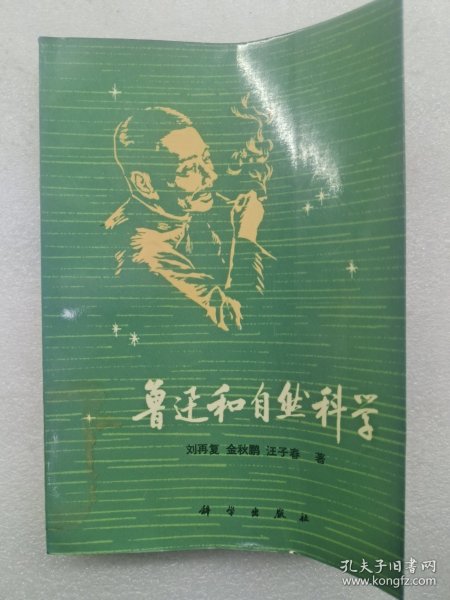 鲁迅和自然科学
刘再复 金秋鹏 汪子春 著
科学出版社
孔夫子旧书网
www.kongfz.com